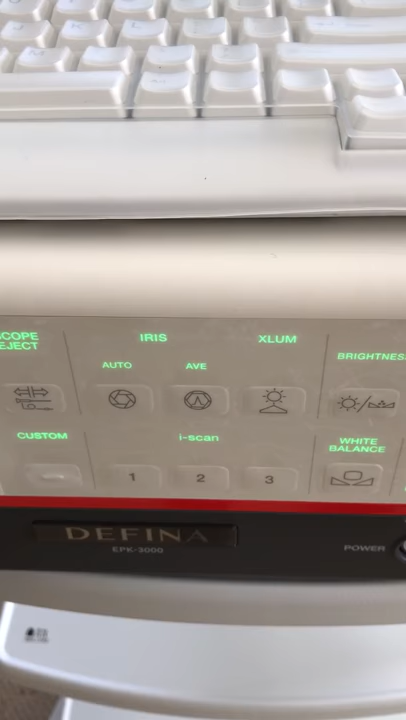 SCOPE
EJECT
IRIS
XLUM
AUTO
AVE
BRIGHTNESS
CUSTOM
i-scan
WHITE
BALANCE
1
2
3
DEFINA
EPK-3000
POWER